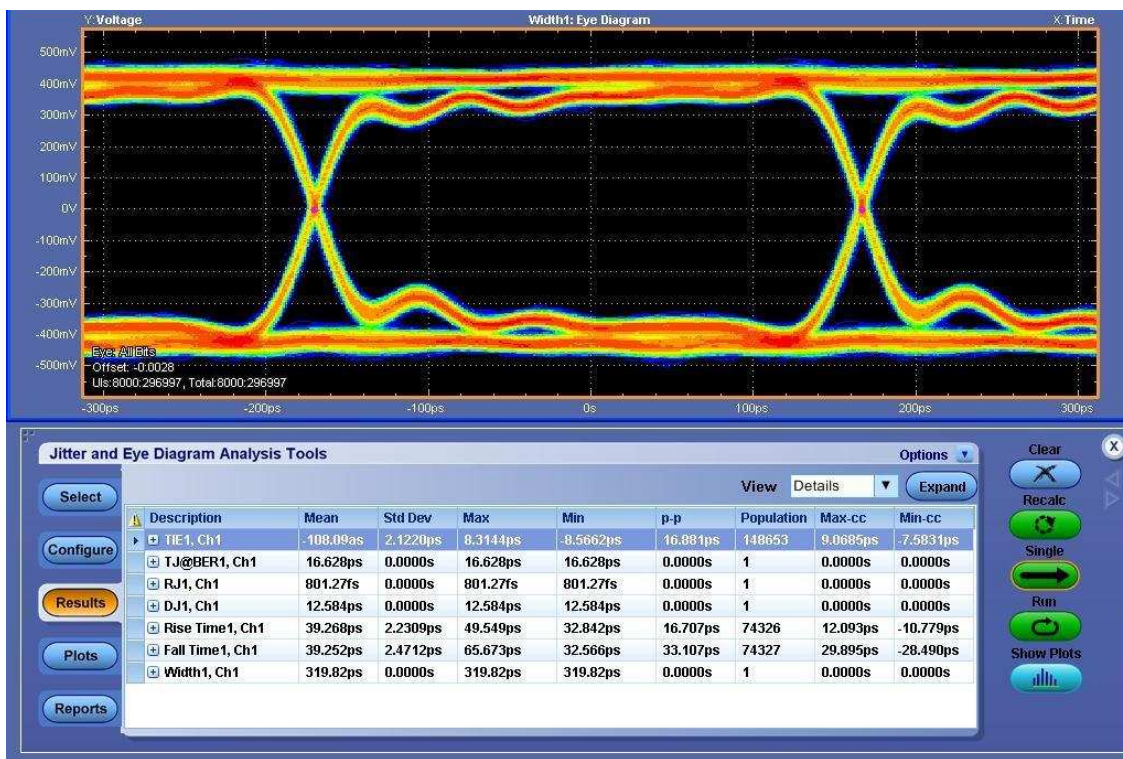 Y:Voltage Width1: Eye Diagram X:Time
500mV
400mV
300mV
200mV
100mV
0V
-100mV
-200mV
-300mV
-400mV
-500mV
Eye: All Bits
Offset: -0.0028
UIs:8000:296997, Total:8000:296997
-300ps -200ps -100ps 0s 100ps 200ps 300ps
Jitter and Eye Diagram Analysis Tools Options
View Details Expand
Select
Configure
Results
Plots
Reports
Description Mean Std Dev Max Min p-p Population Max-cc Min-cc
TIE1, Ch1 -108.09as 2.1220ps 8.3144ps -8.5662ps 16.881ps 148653 9.0685ps -7.5831ps
TJ@BER1, Ch1 16.628ps 0.0000s 16.628ps 16.628ps 0.0000s 1 0.0000s 0.0000s
RJ1, Ch1 801.27fs 0.0000s 801.27fs 801.27fs 0.0000s 1 0.0000s 0.0000s
DJ1, Ch1 12.584ps 0.0000s 12.584ps 12.584ps 0.0000s 1 0.0000s 0.0000s
Rise Time1, Ch1 39.268ps 2.2309ps 49.549ps 32.842ps 16.707ps 74326 12.093ps -10.779ps
Fall Time1, Ch1 39.252ps 2.4712ps 65.673ps 32.566ps 33.107ps 74327 29.895ps -28.490ps
Width1, Ch1 319.82ps 0.0000s 319.82ps 319.82ps 0.0000s 1 0.0000s 0.0000s
Clear
Recalc
Single
Run
Show Plots
X